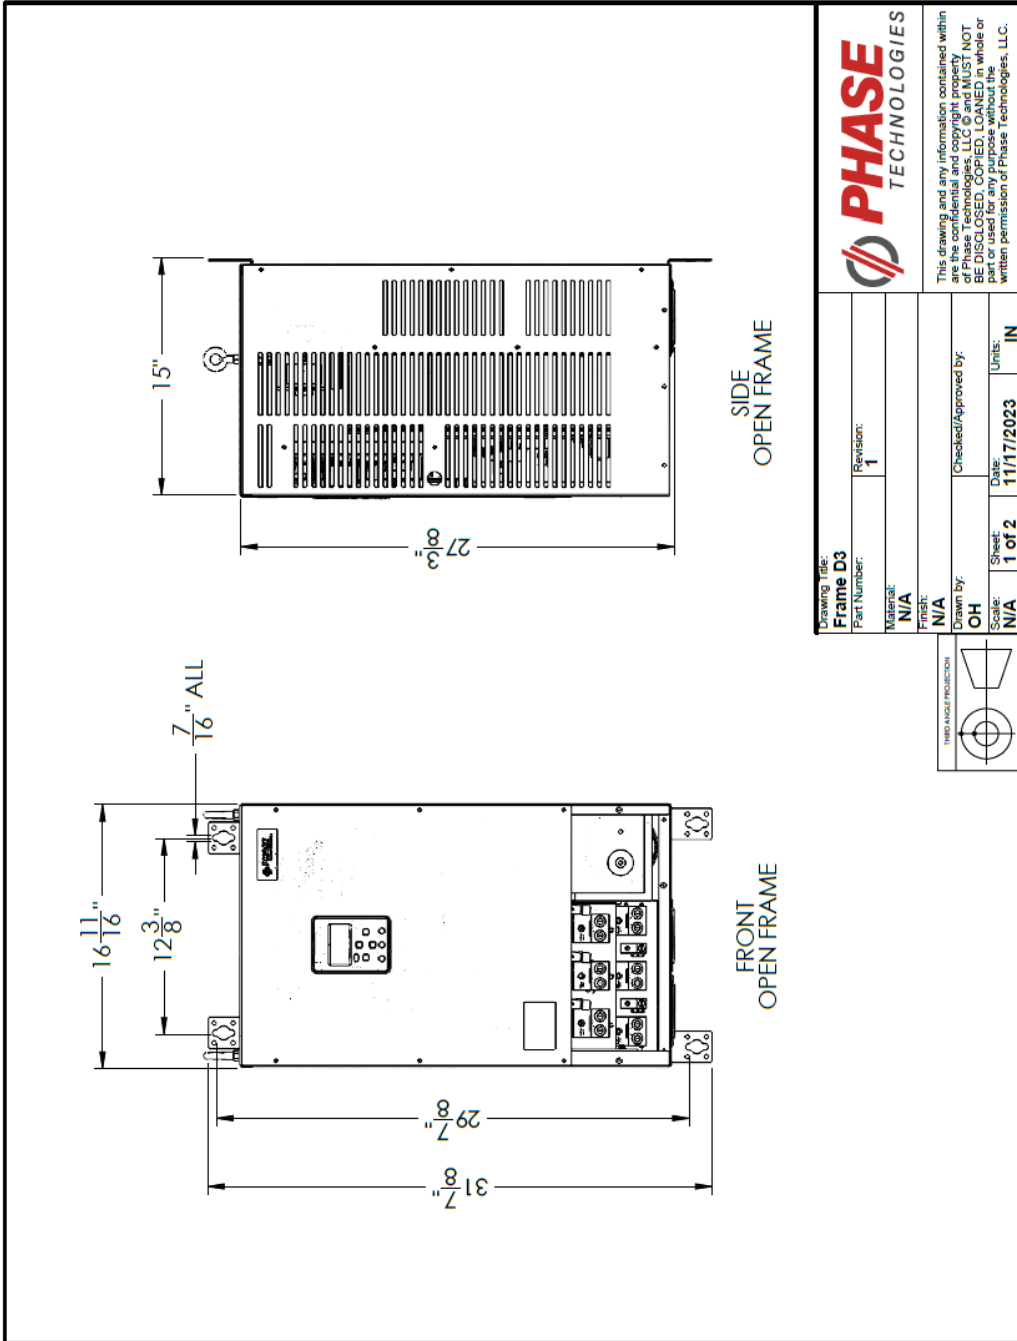 16 11/16"
12 3/8"
7/16" ALL
29 7/8"
31 7/8"
FRONT
OPEN FRAME
15"
27 3/8"
SIDE
OPEN FRAME
THIRD ANGLE PROJECTION
Drawing Title:
Frame D3
Part Number:
Revision:
1
Material:
N/A
Finish:
N/A
Drawn by:
OH
Checked/Approved by:
Scale:
N/A
Sheet:
1 of 2
Date:
11/17/2023
Units:
IN
PHASE
TECHNOLOGIES
This drawing and any information contained within
are the confidential and copyright property
of Phase Technologies, LLC © and MUST NOT
BE DISCLOSED, COPIED, LOANED in whole or
part or used for any purpose without the
written permission of Phase Technologies, LLC.